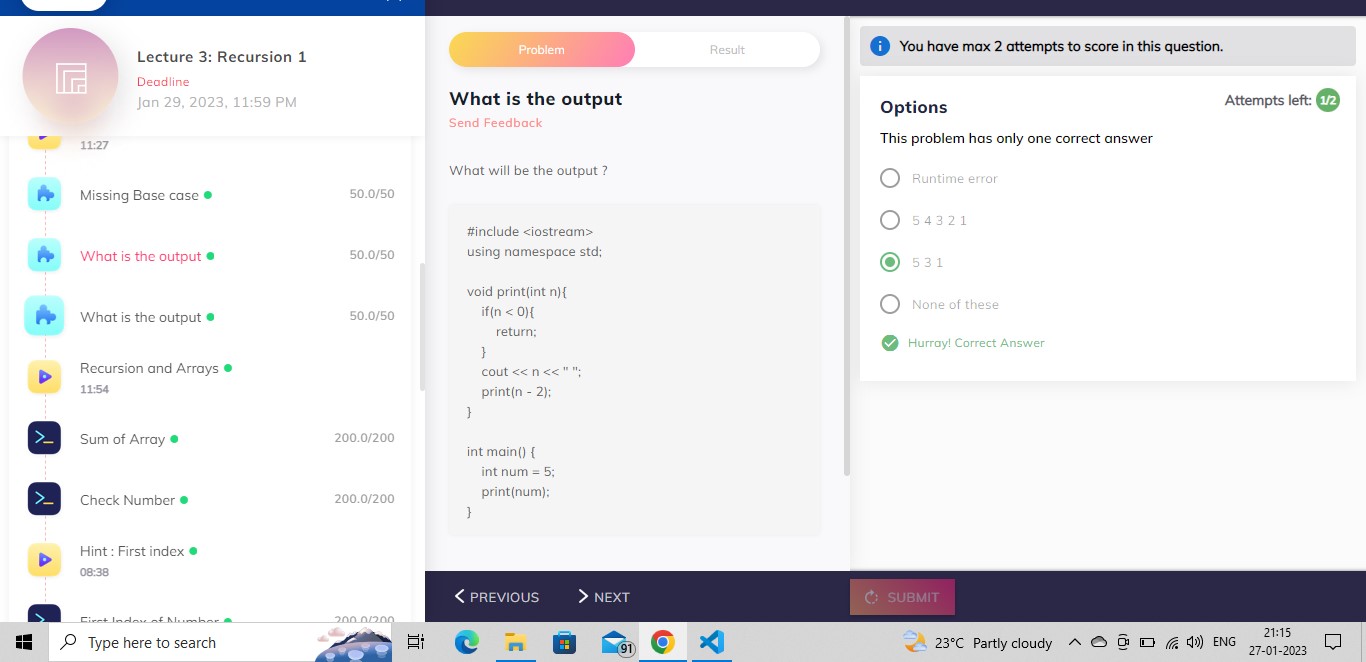 Lecture 3: Recursion 1
Deadline
Jan 29, 2023, 11:59 PM
11:27
Missing Base case 50.0/50
What is the output 50.0/50
What is the output 50.0/50
Recursion and Arrays
11:54
Sum of Array 200.0/200
Check Number 200.0/200
Hint : First index
08:38
First Index of Number 200.0/200
Problem Result
What is the output
Send Feedback
What will be the output ?
#include <iostream>
using namespace std;
void print(int n){
if(n < 0){
return;
}
cout << n << " ";
print(n - 2);
}
int main() {
int num = 5;
print(num);
}
PREVIOUS NEXT
You have max 2 attempts to score in this question.
Options
Attempts left: 1/2
This problem has only one correct answer
Runtime error
5 4 3 2 1
5 3 1
None of these
Hurray! Correct Answer
SUBMIT
Type here to search
91
23°C Partly cloudy
ENG
21:15
27-01-2023